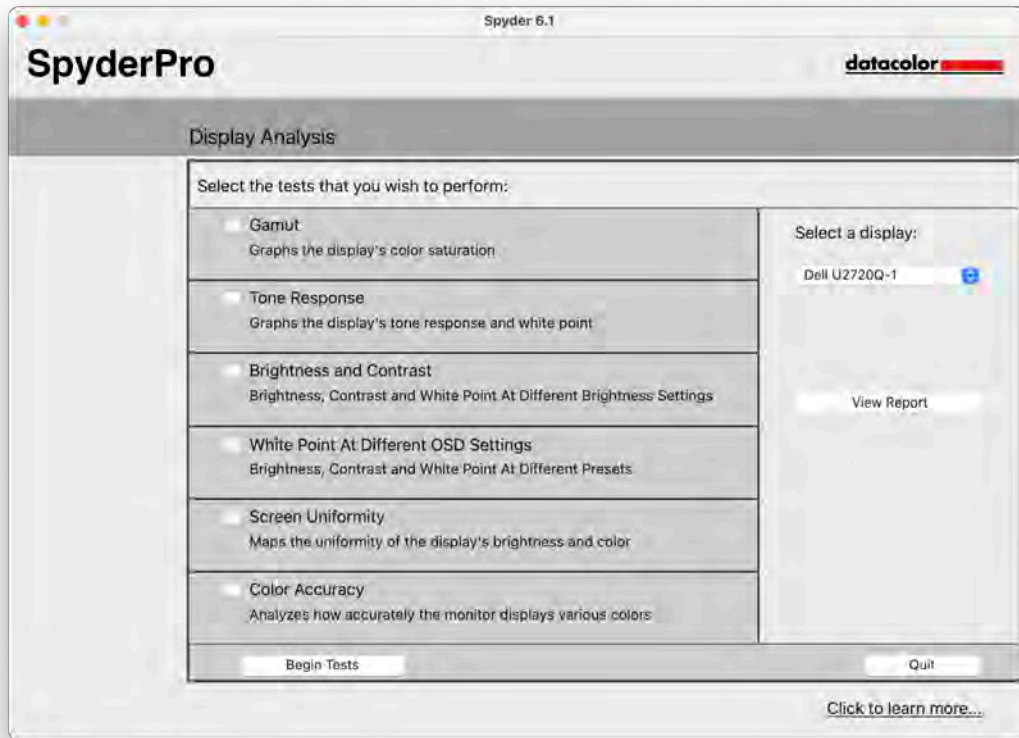 Spyder 6.1
SpyderPro
datacolor
Display Analysis
Select the tests that you wish to perform:
Gamut
Graphs the display's color saturation
Tone Response
Graphs the display's tone response and white point
Brightness and Contrast
Brightness, Contrast and White Point At Different Brightness Settings
White Point At Different OSD Settings
Brightness, Contrast and White Point At Different Presets
Screen Uniformity
Maps the uniformity of the display's brightness and color
Color Accuracy
Analyzes how accurately the monitor displays various colors
Select a display:
Dell U2720Q-1
View Report
Begin Tests
Quit
Click to learn more...